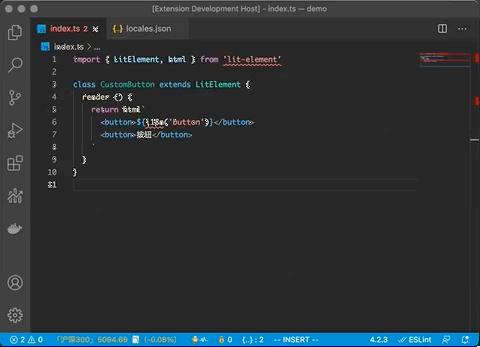 [Extension Development Host] - index.ts — demo
index.ts 2
{.} locales.json
index.ts > ...
1 import { LitElement, html } from 'lit-element'
2
3 class CustomButton extends LitElement {
4 render () {
5 return html`
6 <button>${i18n('Button')}</button>
7 <button>按钮</button>
8 `
9 }
10 }
11
2 0 「沪深300」5094.65 (-0.08%) 0 {..} : 2 -- INSERT -- 4.2.3 ESLint